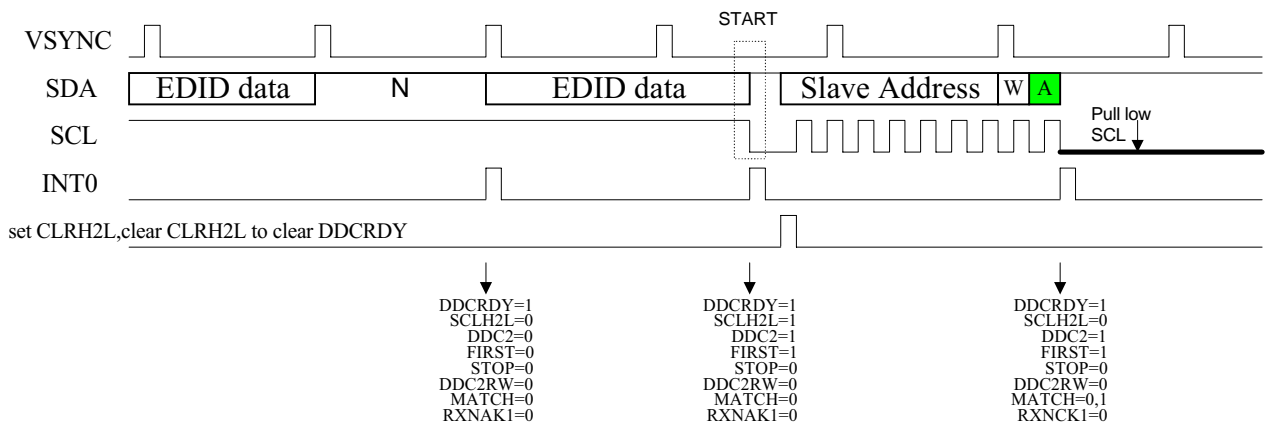 START
VSYNC
SDA EDID data N EDID data Slave Address W A
Pull low
SCL SCL
INT0
set CLRH2L,clear CLRH2L to clear DDCRDY
DDCRDY=1 DDCRDY=1 DDCRDY=1
SCLH2L=0 SCLH2L=1 SCLH2L=0
DDC2=0 DDC2=1 DDC2=1
FIRST=0 FIRST=1 FIRST=1
STOP=0 STOP=0 STOP=0
DDC2RW=0 DDC2RW=0 DDC2RW=0
MATCH=0 MATCH=0 MATCH=0,1
RXNAK1=0 RXNAK1=0 RXNCK1=0